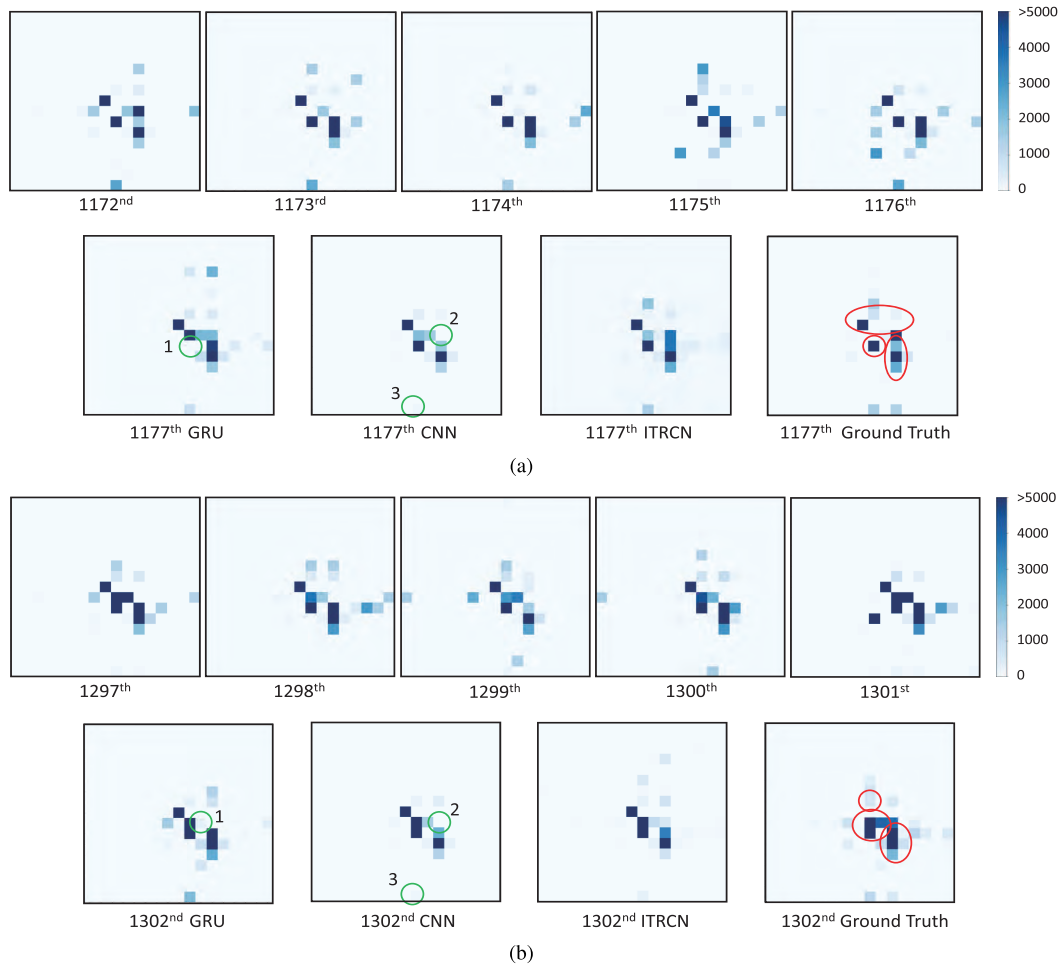 >5000
4000
3000
2000
1000
0
1172nd
1173rd
1174th
1175th
1176th
1
2
3
1177th GRU
1177th CNN
1177th ITRCN
1177th Ground Truth
(a)
>5000
4000
3000
2000
1000
0
1297th
1298th
1299th
1300th
1301st
1
2
3
1302nd GRU
1302nd CNN
1302nd ITRCN
1302nd Ground Truth
(b)